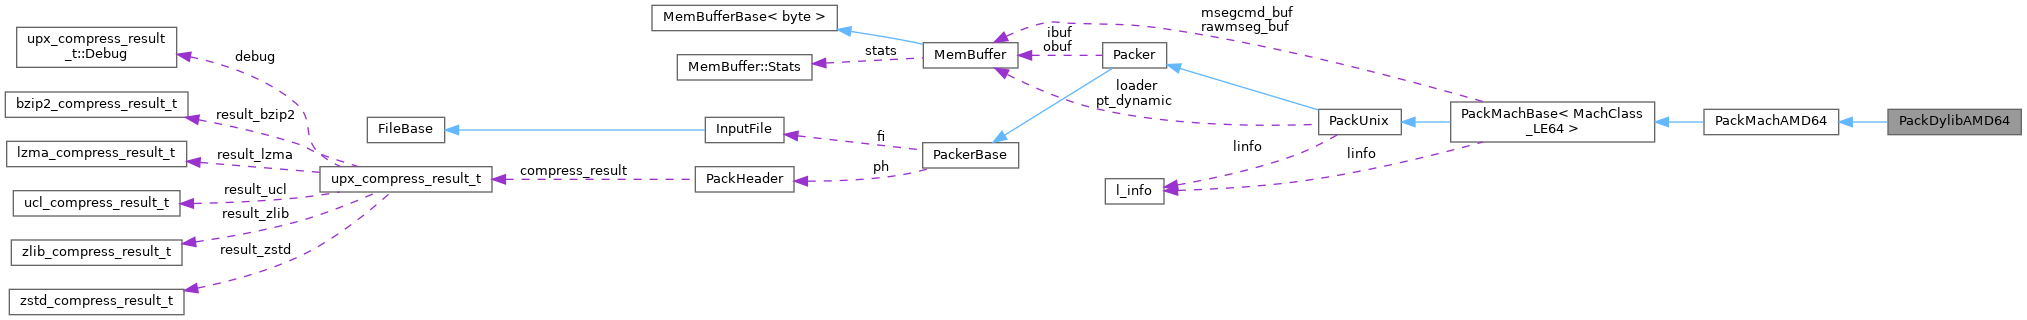 upx_compress_result
_t::Debug
bzip2_compress_result_t
lzma_compress_result_t
ucl_compress_result_t
zlib_compress_result_t
zstd_compress_result_t
debug
result_bzip2
result_lzma
result_ucl
result_zlib
result_zstd
upx_compress_result_t
FileBase
compress_result
MemBufferBase< byte >
MemBuffer::Stats
InputFile
PackHeader
stats
fi
ph
MemBuffer
PackerBase
ibuf
obuf
Packer
loader
pt_dynamic
l_info
msegcmd_buf
rawmseg_buf
linfo
PackUnix
linfo
PackMachBase< MachClass
_LE64 >
PackMachAMD64
PackDylibAMD64